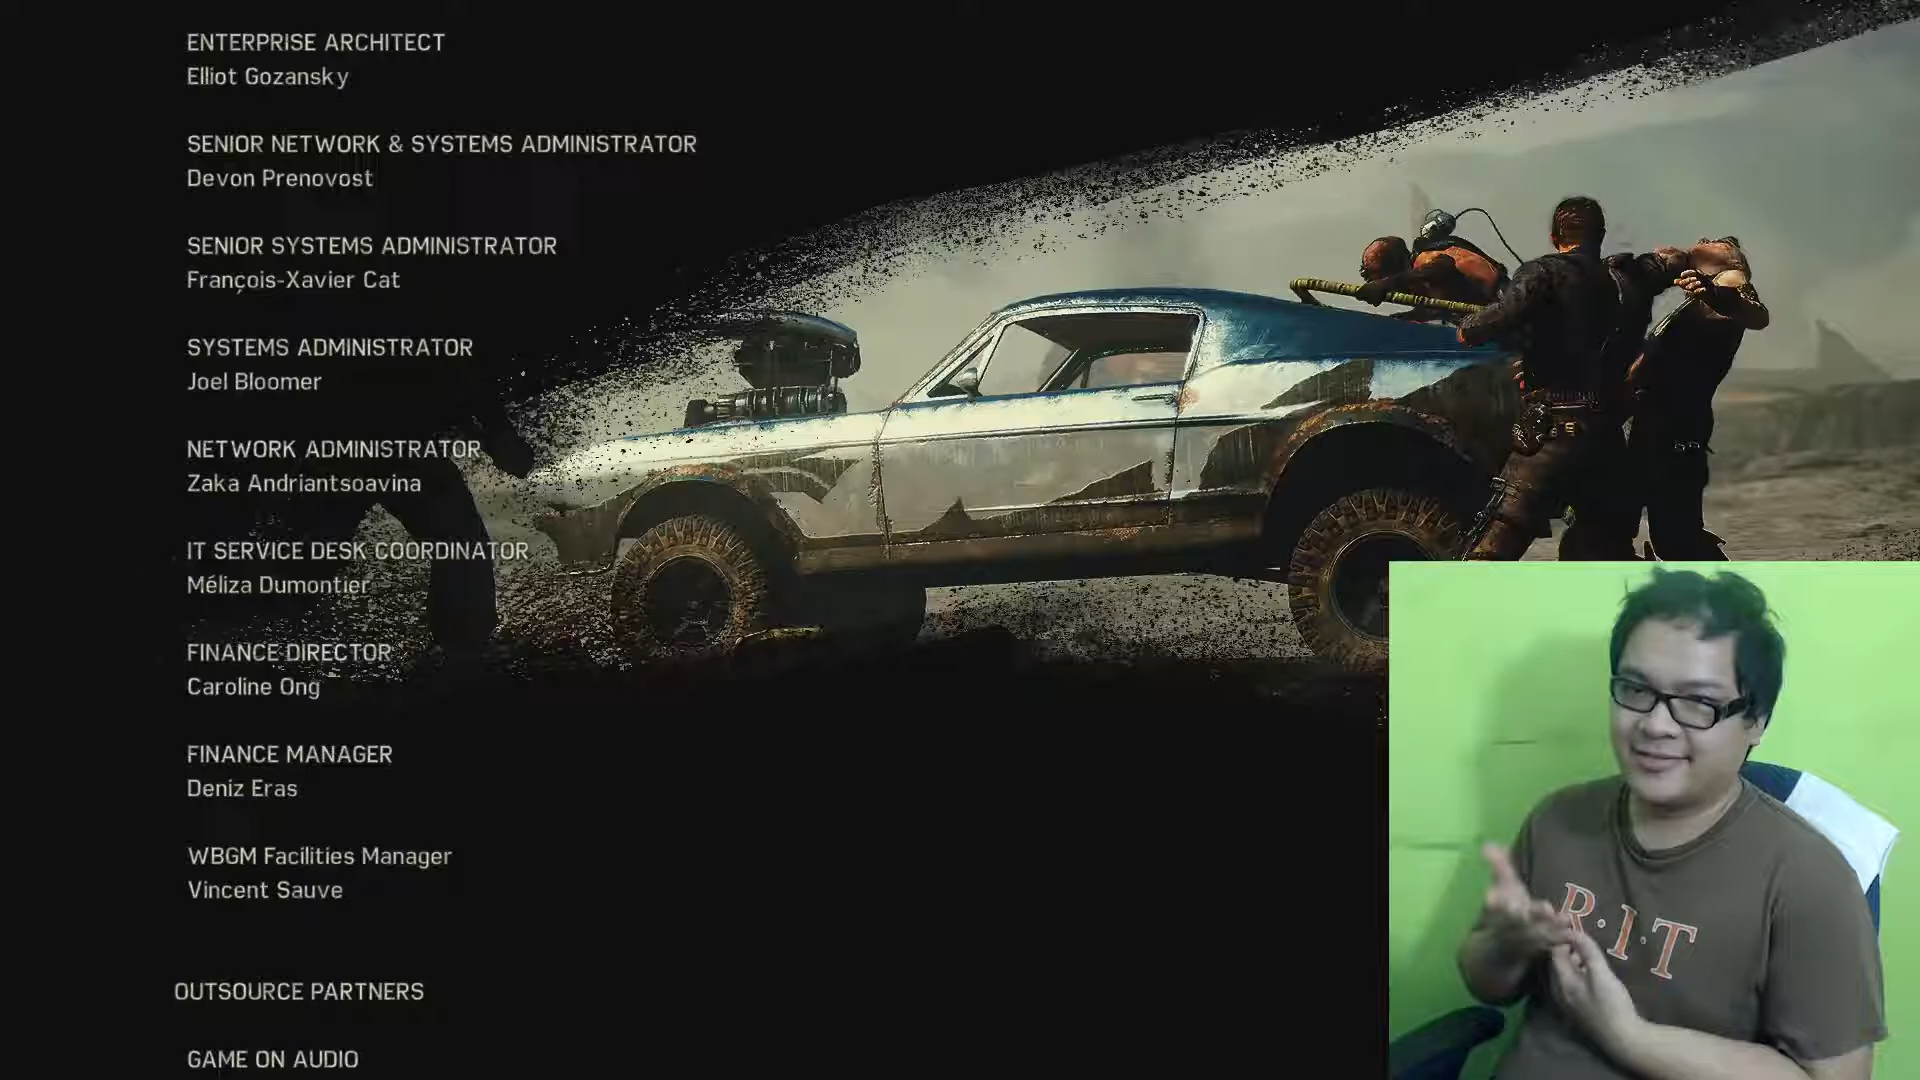 ENTERPRISE ARCHITECT
Elliot Gozansky
SENIOR NETWORK & SYSTEMS ADMINISTRATOR
Devon Prenovost
SENIOR SYSTEMS ADMINISTRATOR
François-Xavier Cat
SYSTEMS ADMINISTRATOR
Joel Bloomer
NETWORK ADMINISTRATOR
Zaka Andriantsoavina
IT SERVICE DESK COORDINATOR
Méliza Dumontier
FINANCE DIRECTOR
Caroline Ong
FINANCE MANAGER
Deniz Eras
WBGM Facilities Manager
Vincent Sauve
OUTSOURCE PARTNERS
GAME ON AUDIO
R·I·T